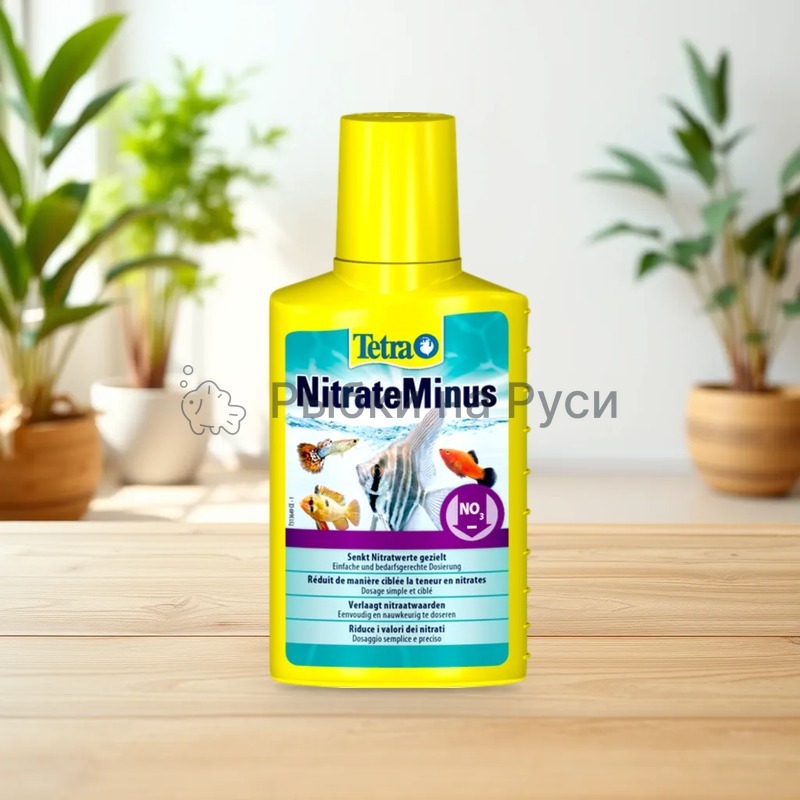 Tetra
NitrateMinus
Рыбки на Руси
NO3
–
Senkt Nitratwerte gezielt
Einfache und bedarfsgerechte Dosierung
Réduit de manière ciblée la teneur en nitrates
Dosage simple et ciblé
Verlaagt nitraatwaarden
Eenvoudig en nauwkeurig te doseren
Riduce i valori dei nitrati
Dosaggio semplice e preciso